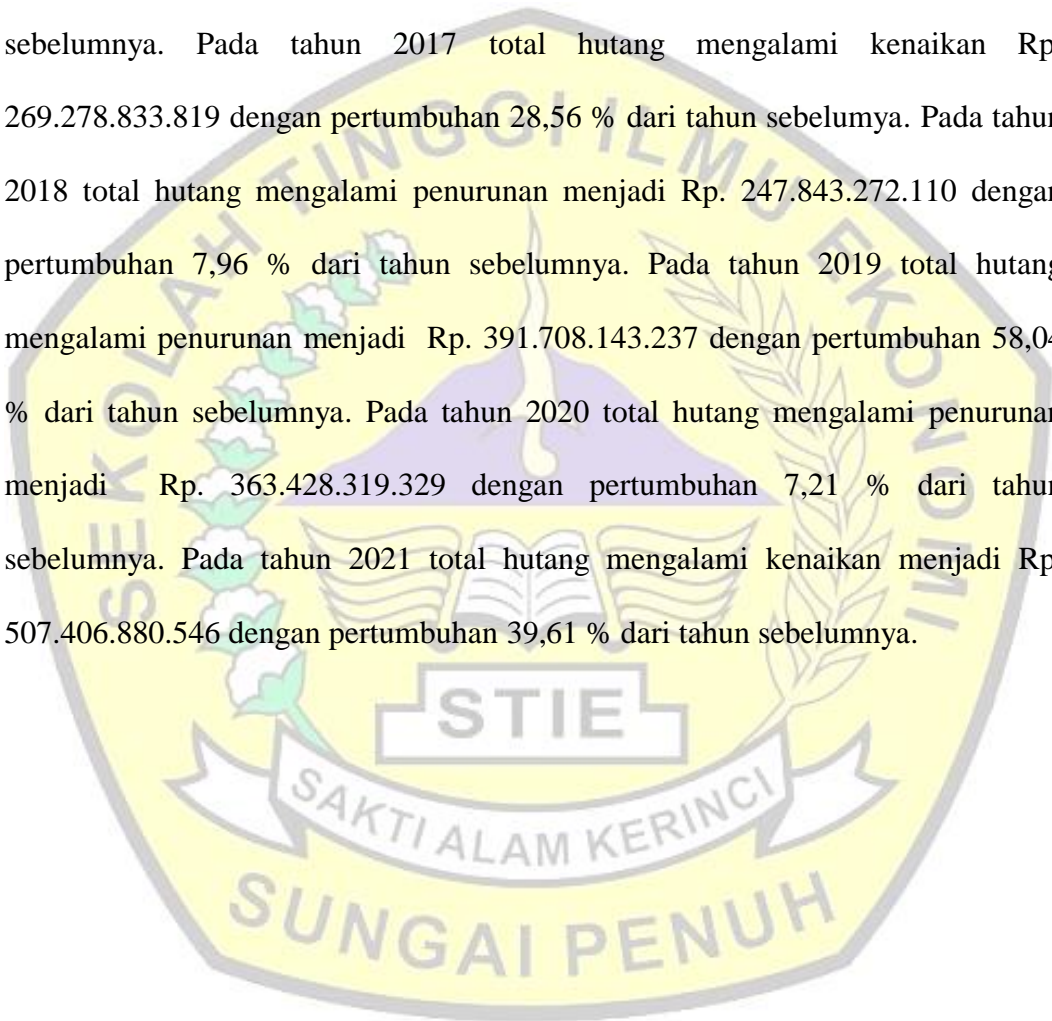 sebelumnya. Pada tahun 2017 total hutang mengalami kenaikan Rp
269.278.833.819 dengan pertumbuhan 28,56 % dari tahun sebelumya. Pada tahun
2018 total hutang mengalami penurunan menjadi Rp. 247.843.272.110 dengan
pertumbuhan 7,96 % dari tahun sebelumnya. Pada tahun 2019 total hutang
mengalami penurunan menjadi Rp. 391.708.143.237 dengan pertumbuhan 58,04
% dari tahun sebelumnya. Pada tahun 2020 total hutang mengalami penurunan
menjadi Rp. 363.428.319.329 dengan pertumbuhan 7,21 % dari tahun
sebelumnya. Pada tahun 2021 total hutang mengalami kenaikan menjadi Rp
507.406.880.546 dengan pertumbuhan 39,61 % dari tahun sebelumnya.
SEKOLAH TINGGI ILMU EKONOMI
STIE
SAKTI ALAM KERINCI
SUNGAI PENUH